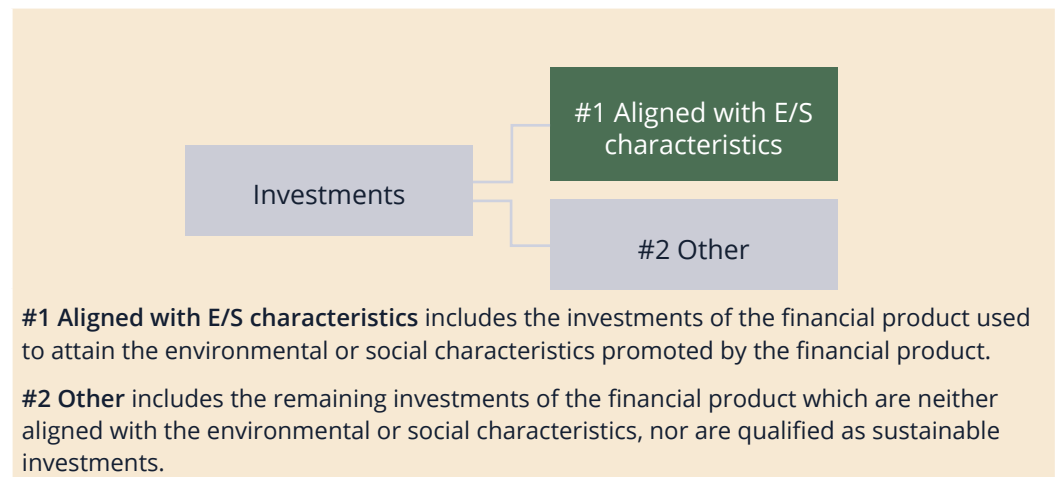 #1 Aligned with E/S
characteristics
Investments
#2 Other
#1 Aligned with E/S characteristics includes the investments of the financial product used
to attain the environmental or social characteristics promoted by the financial product.
#2 Other includes the remaining investments of the financial product which are neither
aligned with the environmental or social characteristics, nor are qualified as sustainable
investments.